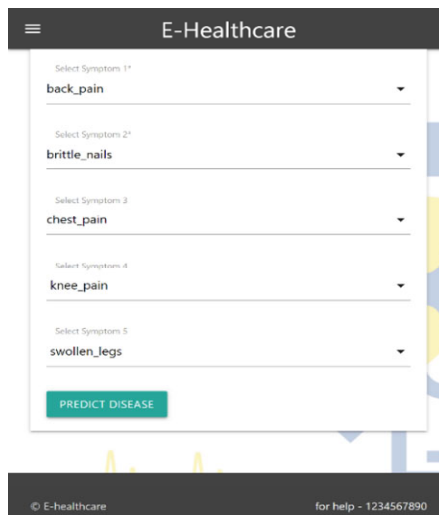 E-Healthcare
Select Symptom 1*
back_pain
Select Symptom 2*
brittle_nails
Select Symptom 3
chest_pain
Select Symptom 4
knee_pain
Select Symptom 5
swollen_legs
PREDICT DISEASE
© E-healthcare for help - 1234567890